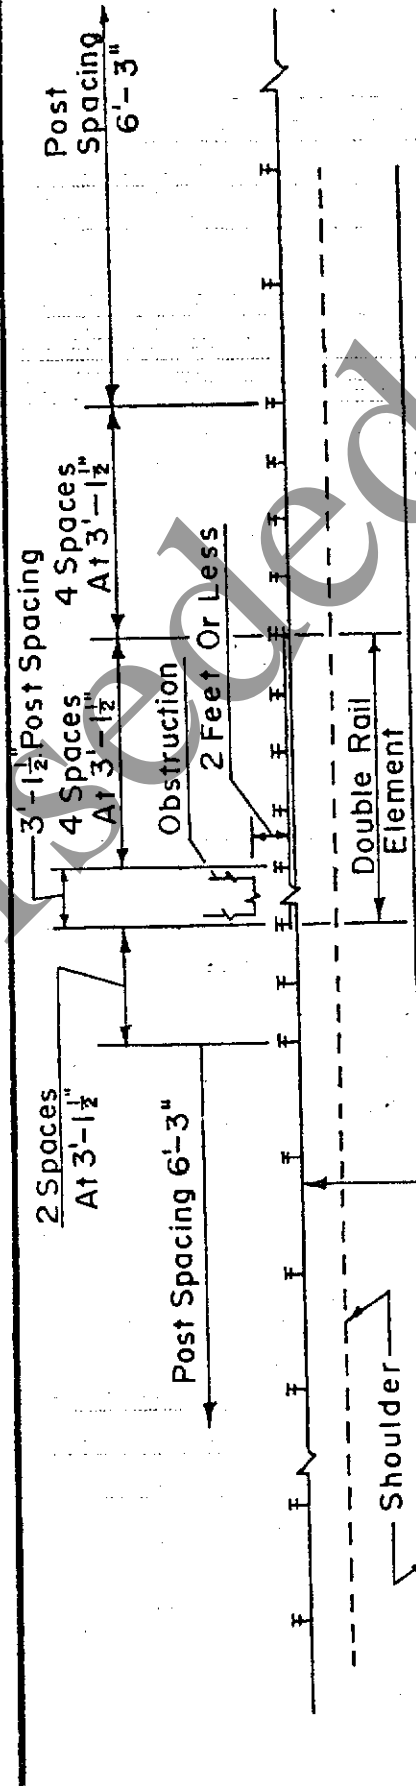 2 Spaces
At 3'-1½"
3'-1½" Post Spacing
4 Spaces
At 3'-1½"
4 Spaces
At 3'-1½"
Post
Spacing
6'-3"
Post Spacing 6'-3"
Obstruction
2 Feet Or Less
Double Rail
Element
Shoulder